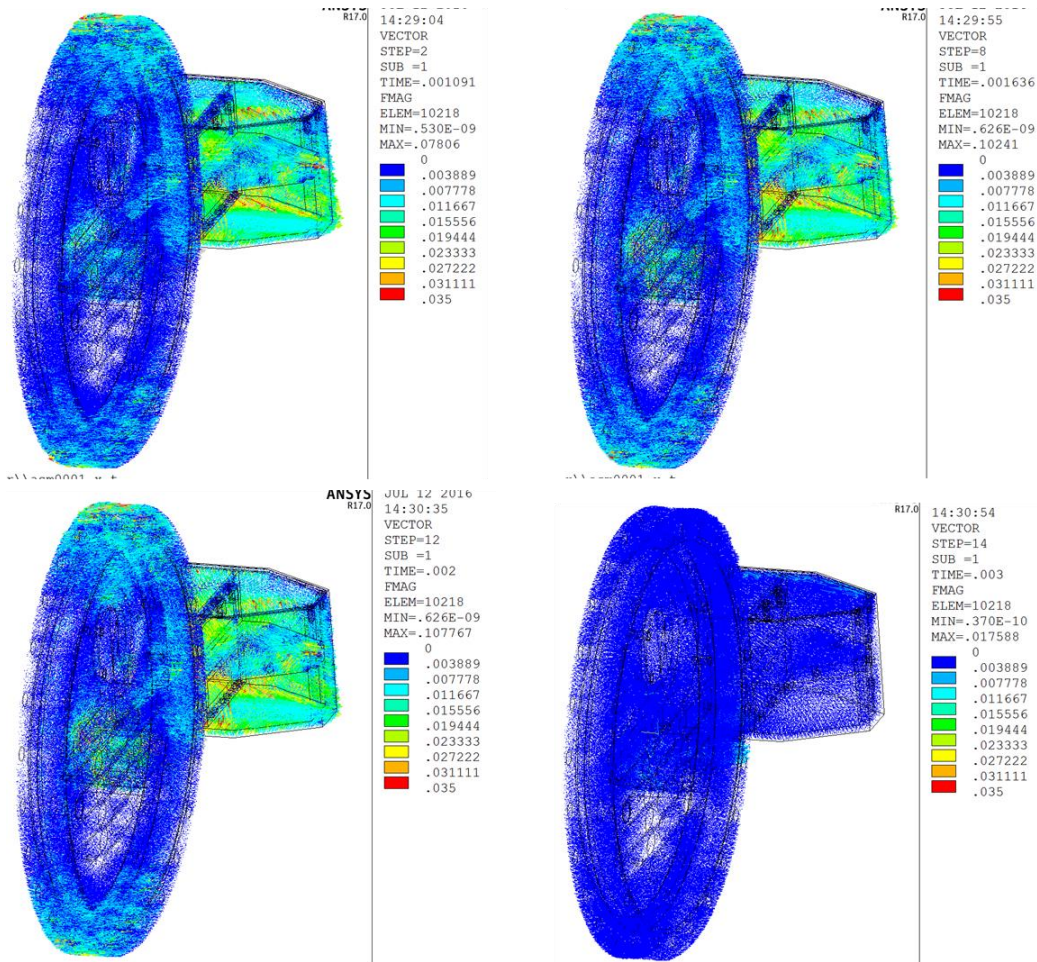 R17.0
14:29:04
VECTOR
STEP=2
SUB =1
TIME=.001091
FMAG
ELEM=10218
MIN=.530E-09
MAX=.07806
0
.003889
.007778
.011667
.015556
.019444
.023333
.027222
.031111
.035
R17.0
14:29:55
VECTOR
STEP=8
SUB =1
TIME=.001636
FMAG
ELEM=10218
MIN=.626E-09
MAX=.10241
0
.003889
.007778
.011667
.015556
.019444
.023333
.027222
.031111
.035
ANSYS
R17.0
JUL 12 2016
14:30:35
VECTOR
STEP=12
SUB =1
TIME=.002
FMAG
ELEM=10218
MIN=.626E-09
MAX=.107767
0
.003889
.007778
.011667
.015556
.019444
.023333
.027222
.031111
.035
R17.0
14:30:54
VECTOR
STEP=14
SUB =1
TIME=.003
FMAG
ELEM=10218
MIN=.370E-10
MAX=.017588
0
.003889
.007778
.011667
.015556
.019444
.023333
.027222
.031111
.035